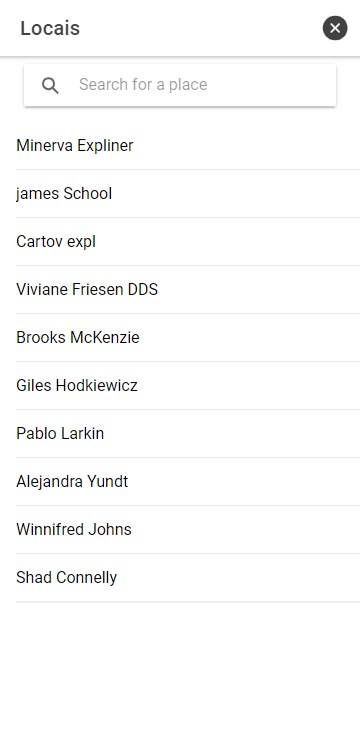 Locais
Search for a place
Minerva Expliner
james School
Cartov expl
Viviane Friesen DDS
Brooks McKenzie
Giles Hodkiewicz
Pablo Larkin
Alejandra Yundt
Winnifred Johns
Shad Connelly